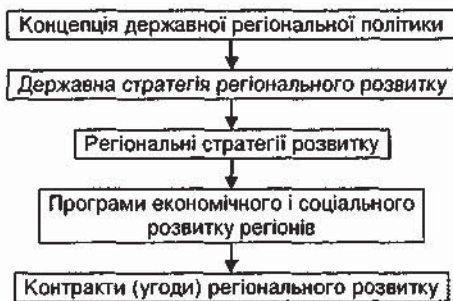 Концепція державної регіональної політики
Державна стратегія регіонального розвитку
Регіональні стратегії розвитку
Програми економічного і соціального
розвитку регіонів
Контракти (угоди) регіонального розвитку